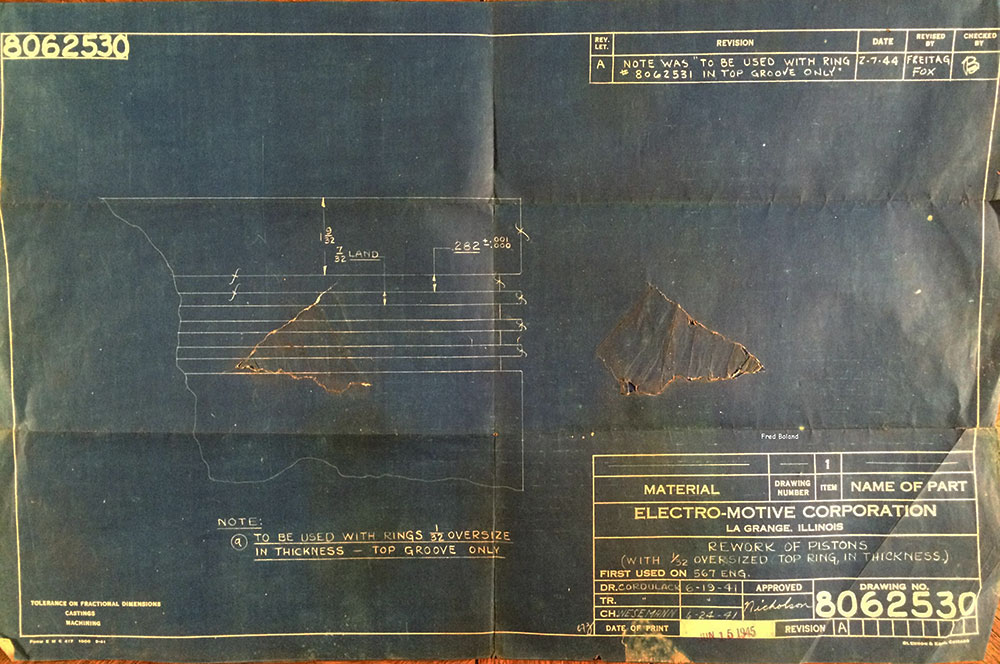 8062530
REV. LET.
REVISION
DATE
REVISED BY
CHECKED BY
A
NOTE WAS "TO BE USED WITH RING
# 8062531 IN TOP GROOVE ONLY"
2-7-44
FREITAG
FOX
B
1 9/32
7/32 LAND
.282 +.001 -.000
f
f
Fred Boland
1
MATERIAL
DRAWING NUMBER
ITEM
NAME OF PART
ELECTRO-MOTIVE CORPORATION
LA GRANGE, ILLINOIS
REWORK OF PISTONS
(WITH 1/32 OVERSIZED TOP RING, IN THICKNESS.)
FIRST USED ON 567 ENG.
DR. CORDULACK 6-19-41 APPROVED
DRAWING NO.
TR. " "
Nicholson
8062530
CH. HESEMANN 6-24-41
DATE OF PRINT JUN 15 1945 REVISION A
NOTE:
a TO BE USED WITH RINGS 1/32 OVERSIZE
IN THICKNESS - TOP GROOVE ONLY
TOLERANCE ON FRACTIONAL DIMENSIONS
CASTINGS
MACHINING